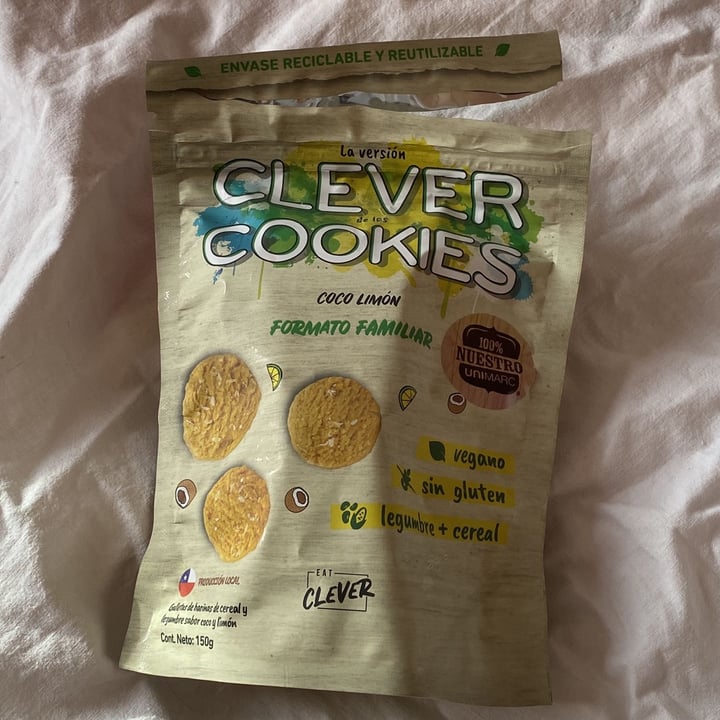 ENVASE RECICLABLE Y REUTILIZABLE
La versión
CLEVER
de las
COOKIES
COCO LIMÓN
FORMATO FAMILIAR
100%
NUESTRO
UNIMARC
vegano
sin gluten
legumbre + cereal
PRODUCCIÓN LOCAL
Galletas de harinas de cereal y
legumbre sabor coco y limón
Cont. Neto: 150g
EAT
CLEVER